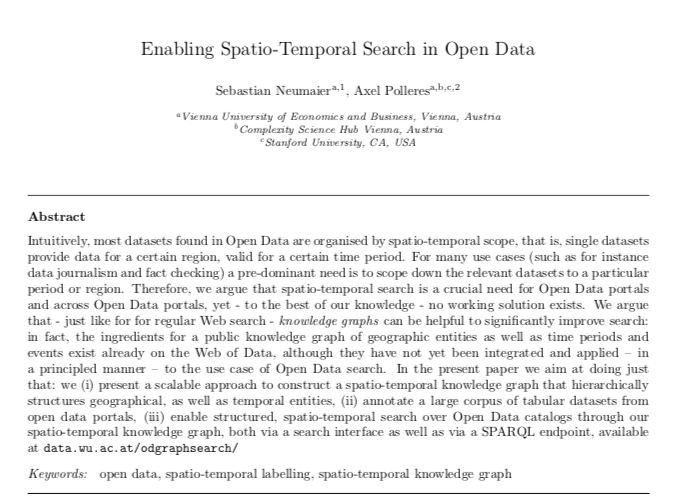 Enabling Spatio-Temporal Search in Open Data
Sebastian Neumaier^a,1, Axel Polleres^a,b,c,2
^a Vienna University of Economics and Business, Vienna, Austria
^b Complexity Science Hub Vienna, Austria
^c Stanford University, CA, USA
Abstract
Intuitively, most datasets found in Open Data are organised by spatio-temporal scope, that is, single datasets
provide data for a certain region, valid for a certain time period. For many use cases (such as for instance
data journalism and fact checking) a pre-dominant need is to scope down the relevant datasets to a particular
period or region. Therefore, we argue that spatio-temporal search is a crucial need for Open Data portals
and across Open Data portals, yet - to the best of our knowledge - no working solution exists. We argue
that - just like for for regular Web search - knowledge graphs can be helpful to significantly improve search:
in fact, the ingredients for a public knowledge graph of geographic entities as well as time periods and
events exist already on the Web of Data, although they have not yet been integrated and applied – in
a principled manner – to the use case of Open Data search. In the present paper we aim at doing just
that: we (i) present a scalable approach to construct a spatio-temporal knowledge graph that hierarchically
structures geographical, as well as temporal entities, (ii) annotate a large corpus of tabular datasets from
open data portals, (iii) enable structured, spatio-temporal search over Open Data catalogs through our
spatio-temporal knowledge graph, both via a search interface as well as via a SPARQL endpoint, available
at data.wu.ac.at/odgraphsearch/
Keywords: open data, spatio-temporal labelling, spatio-temporal knowledge graph